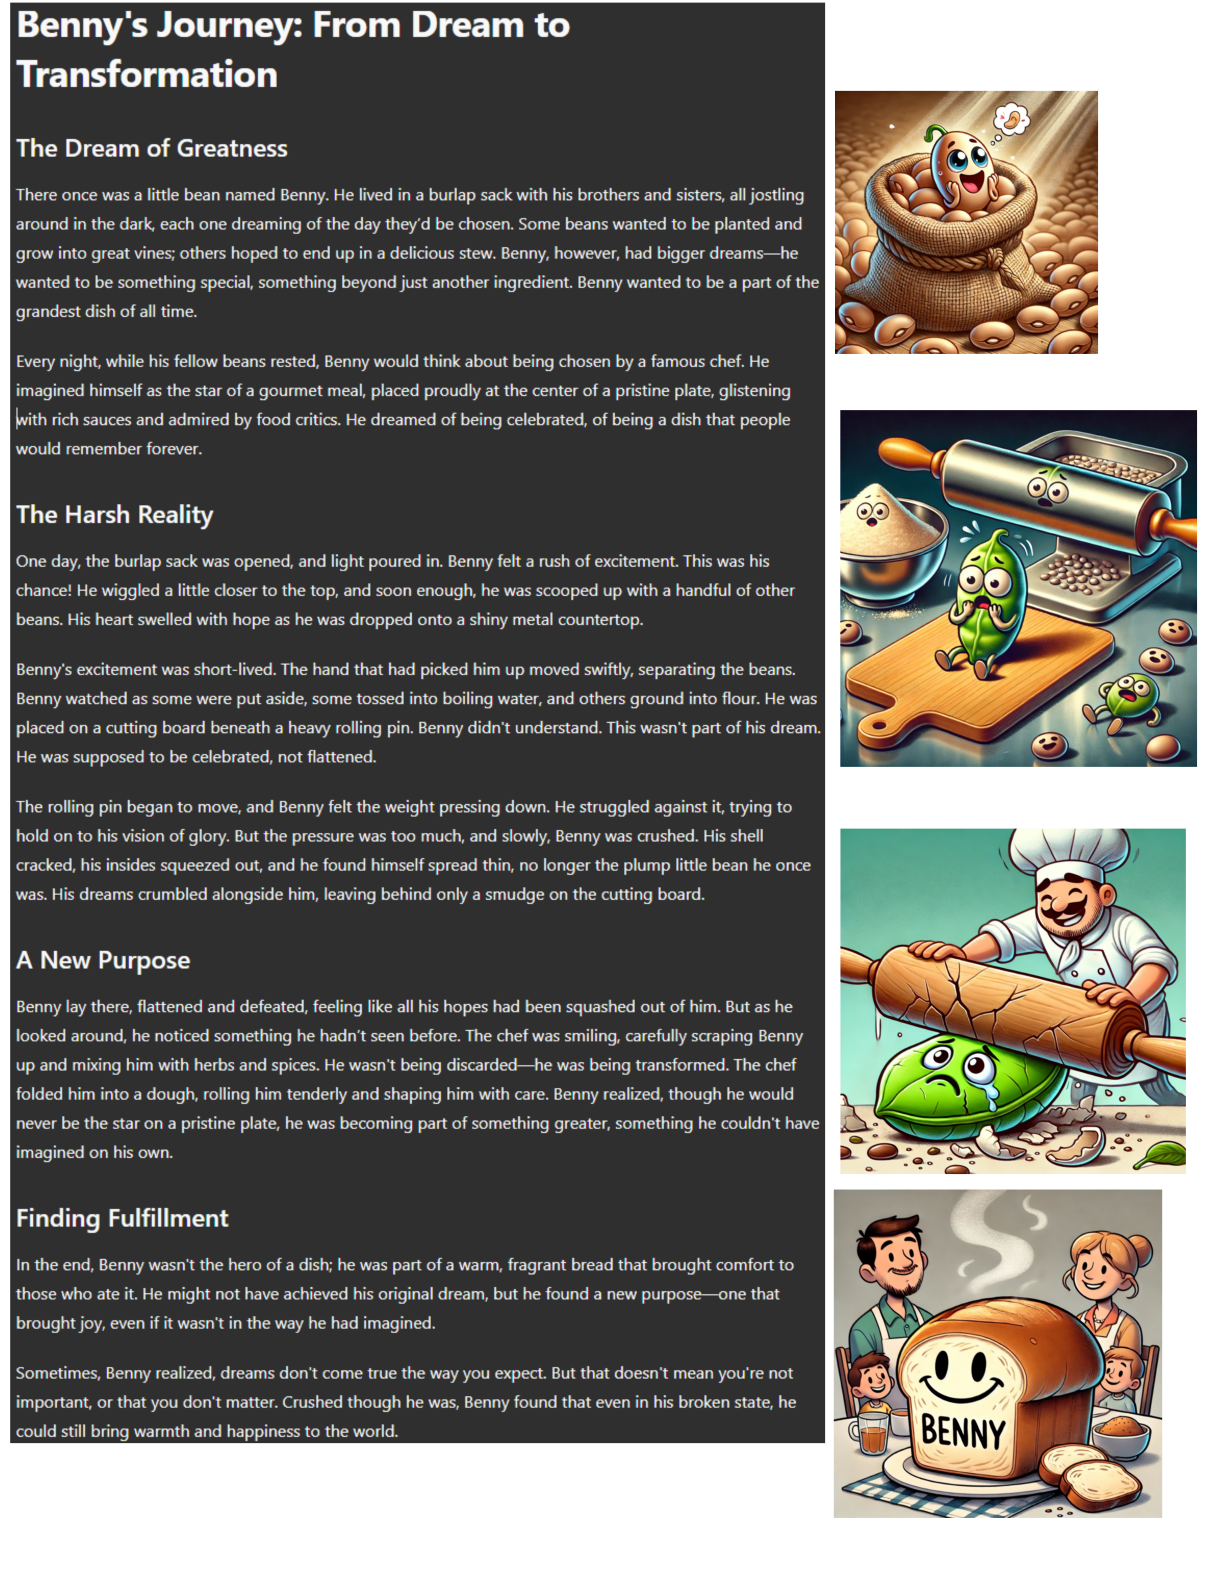 Benny's Journey: From Dream to
Transformation
The Dream of Greatness
There once was a little bean named Benny. He lived in a burlap sack with his brothers and sisters, all jostling
around in the dark, each one dreaming of the day they'd be chosen. Some beans wanted to be planted and
grow into great vines; others hoped to end up in a delicious stew. Benny, however, had bigger dreams—he
wanted to be something special, something beyond just another ingredient. Benny wanted to be a part of the
grandest dish of all time.
Every night, while his fellow beans rested, Benny would think about being chosen by a famous chef. He
imagined himself as the star of a gourmet meal, placed proudly at the center of a pristine plate, glistening
with rich sauces and admired by food critics. He dreamed of being celebrated, of being a dish that people
would remember forever.
The Harsh Reality
One day, the burlap sack was opened, and light poured in. Benny felt a rush of excitement. This was his
chance! He wiggled a little closer to the top, and soon enough, he was scooped up with a handful of other
beans. His heart swelled with hope as he was dropped onto a shiny metal countertop.
Benny's excitement was short-lived. The hand that had picked him up moved swiftly, separating the beans.
Benny watched as some were put aside, some tossed into boiling water, and others ground into flour. He was
placed on a cutting board beneath a heavy rolling pin. Benny didn't understand. This wasn't part of his dream.
He was supposed to be celebrated, not flattened.
The rolling pin began to move, and Benny felt the weight pressing down. He struggled against it, trying to
hold on to his vision of glory. But the pressure was too much, and slowly, Benny was crushed. His shell
cracked, his insides squeezed out, and he found himself spread thin, no longer the plump little bean he once
was. His dreams crumbled alongside him, leaving behind only a smudge on the cutting board.
A New Purpose
Benny lay there, flattened and defeated, feeling like all his hopes had been squashed out of him. But as he
looked around, he noticed something he hadn't seen before. The chef was smiling, carefully scraping Benny
up and mixing him with herbs and spices. He wasn't being discarded—he was being transformed. The chef
folded him into a dough, rolling him tenderly and shaping him with care. Benny realized, though he would
never be the star on a pristine plate, he was becoming part of something greater, something he couldn't have
imagined on his own.
Finding Fulfillment
In the end, Benny wasn't the hero of a dish; he was part of a warm, fragrant bread that brought comfort to
those who ate it. He might not have achieved his original dream, but he found a new purpose—one that
brought joy, even if it wasn't in the way he had imagined.
Sometimes, Benny realized, dreams don't come true the way you expect. But that doesn't mean you're not
important, or that you don't matter. Crushed though he was, Benny found that even in his broken state, he
could still bring warmth and happiness to the world.
BENNY